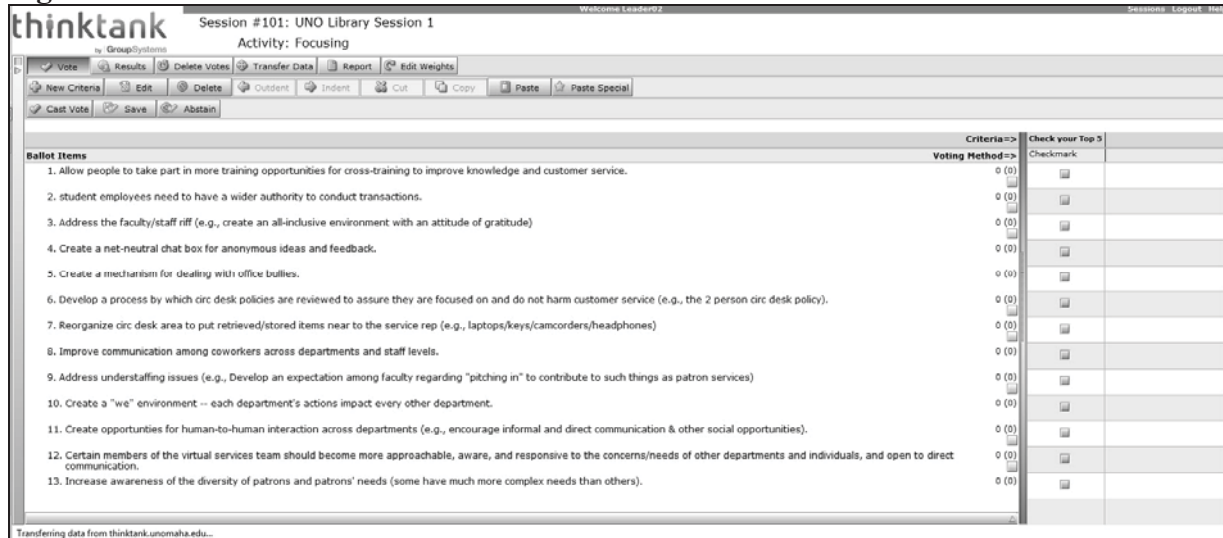 Welcome Leader02
Sessions Logout Help
thinktank
by GroupSystems
Session #101: UNO Library Session 1
Activity: Focusing
Vote Results Delete Votes Transfer Data Report Edit Weights
New Criteria Edit Delete Outdent Indent Cut Copy Paste Paste Special
Cast Vote Save Abstain
Criteria=> Check your Top 5
Ballot Items Voting Method=> Checkmark
1. Allow people to take part in more training opportunities for cross-training to improve knowledge and customer service. 0 (0)
2. student employees need to have a wider authority to conduct transactions. 0 (0)
3. Address the faculty/staff riff (e.g., create an all-inclusive environment with an attitude of gratitude) 0 (0)
4. Create a net-neutral chat box for anonymous ideas and feedback. 0 (0)
5. Create a mechanism for dealing with office bullies. 0 (0)
6. Develop a process by which circ desk policies are reviewed to assure they are focused on and do not harm customer service (e.g., the 2 person circ desk policy). 0 (0)
7. Reorganize circ desk area to put retrieved/stored items near to the service rep (e.g., laptops/keys/camcorders/headphones) 0 (0)
8. Improve communication among coworkers across departments and staff levels. 0 (0)
9. Address understaffing issues (e.g., Develop an expectation among faculty regarding "pitching in" to contribute to such things as patron services) 0 (0)
10. Create a "we" environment -- each department's actions impact every other department. 0 (0)
11. Create opportunties for human-to-human interaction across departments (e.g., encourage informal and direct communication & other social opportunities). 0 (0)
12. Certain members of the virtual services team should become more approachable, aware, and responsive to the concerns/needs of other departments and individuals, and open to direct 0 (0)
communication.
13. Increase awareness of the diversity of patrons and patrons' needs (some have much more complex needs than others). 0 (0)
Transferring data from thinktank.unomaha.edu...